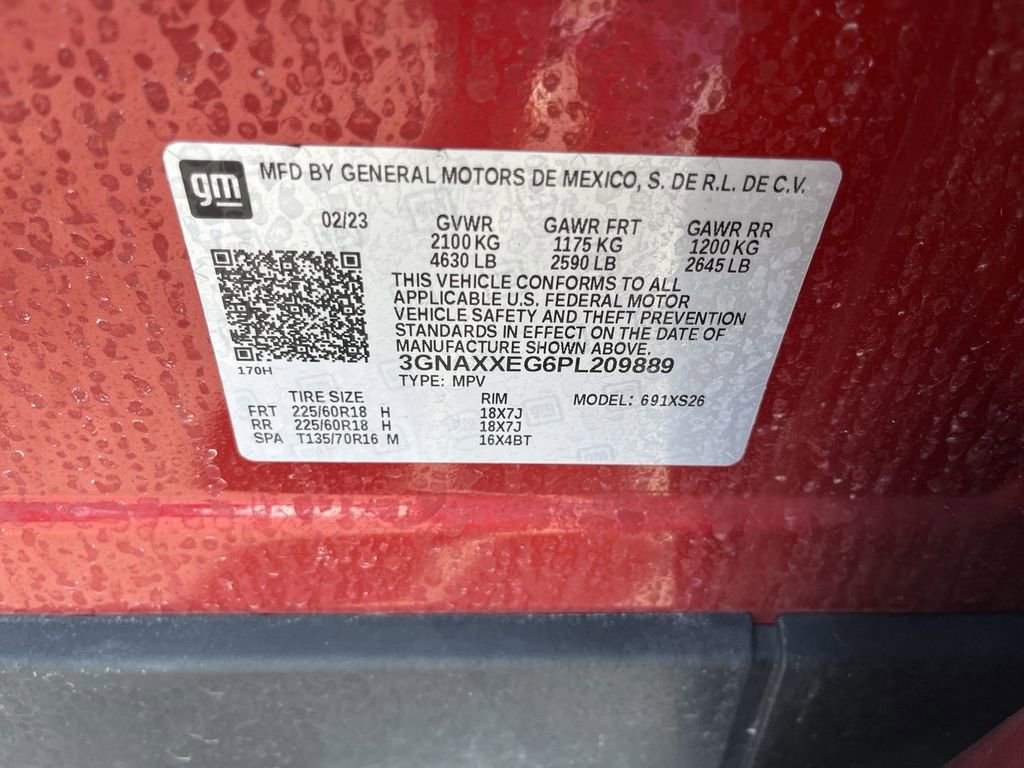 gm
MFD BY GENERAL MOTORS DE MEXICO, S. DE R.L. DE C.V.
02/23 GVWR GAWR FRT GAWR RR
2100 KG 1175 KG 1200 KG
4630 LB 2590 LB 2645 LB
THIS VEHICLE CONFORMS TO ALL
APPLICABLE U.S. FEDERAL MOTOR
VEHICLE SAFETY AND THEFT PREVENTION
STANDARDS IN EFFECT ON THE DATE OF
MANUFACTURE SHOWN ABOVE.
170H 3GNAXXEG6PL209889
TYPE: MPV
TIRE SIZE RIM MODEL: 691XS26
FRT 225/60R18 H 18X7J
RR 225/60R18 H 18X7J
SPA T135/70R16 M 16X4BT